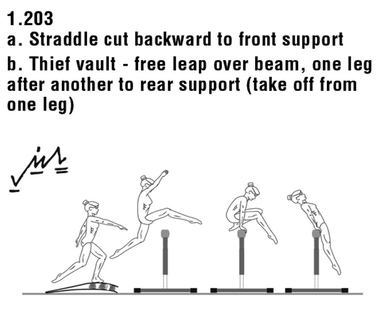 1.203
a. Straddle cut backward to front support
b. Thief vault - free leap over beam, one leg
after another to rear support (take off from
one leg)